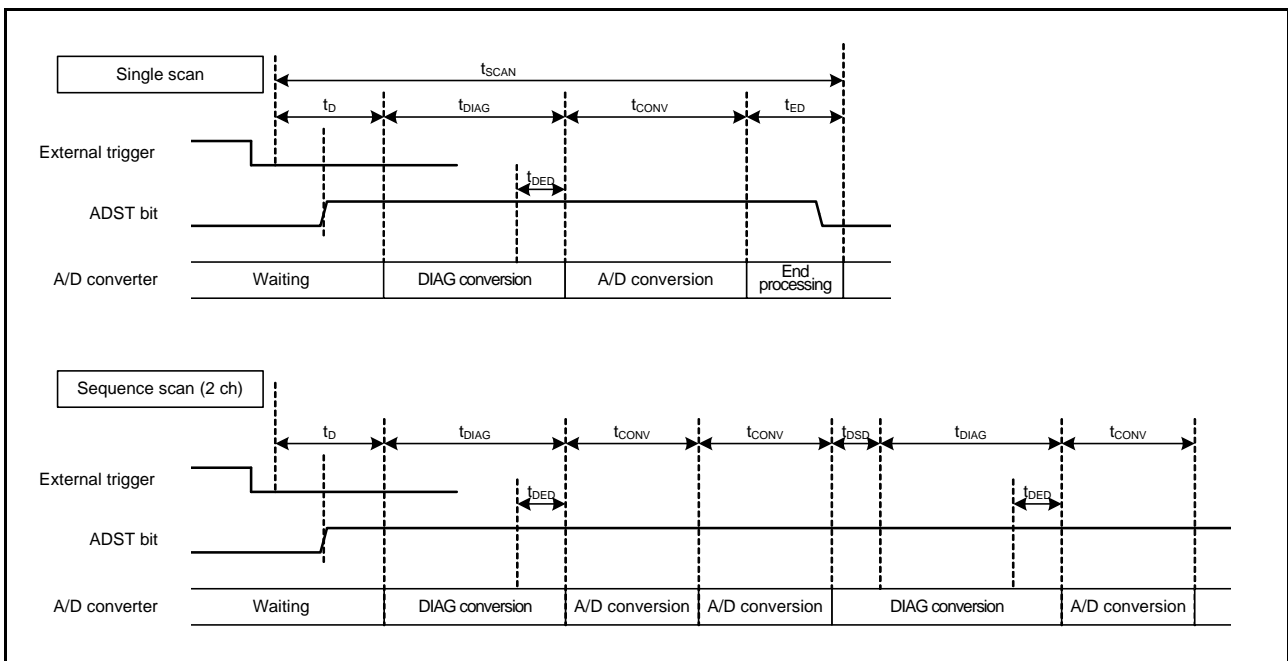 Single scan
tSCAN
tD tDIAG tCONV tED
External trigger
tDED
ADST bit
A/D converter Waiting DIAG conversion A/D conversion End processing
Sequence scan (2 ch)
tD tDIAG tCONV tCONV tDSD tDIAG tCONV
External trigger
tDED tDED
ADST bit
A/D converter Waiting DIAG conversion A/D conversion A/D conversion DIAG conversion A/D conversion